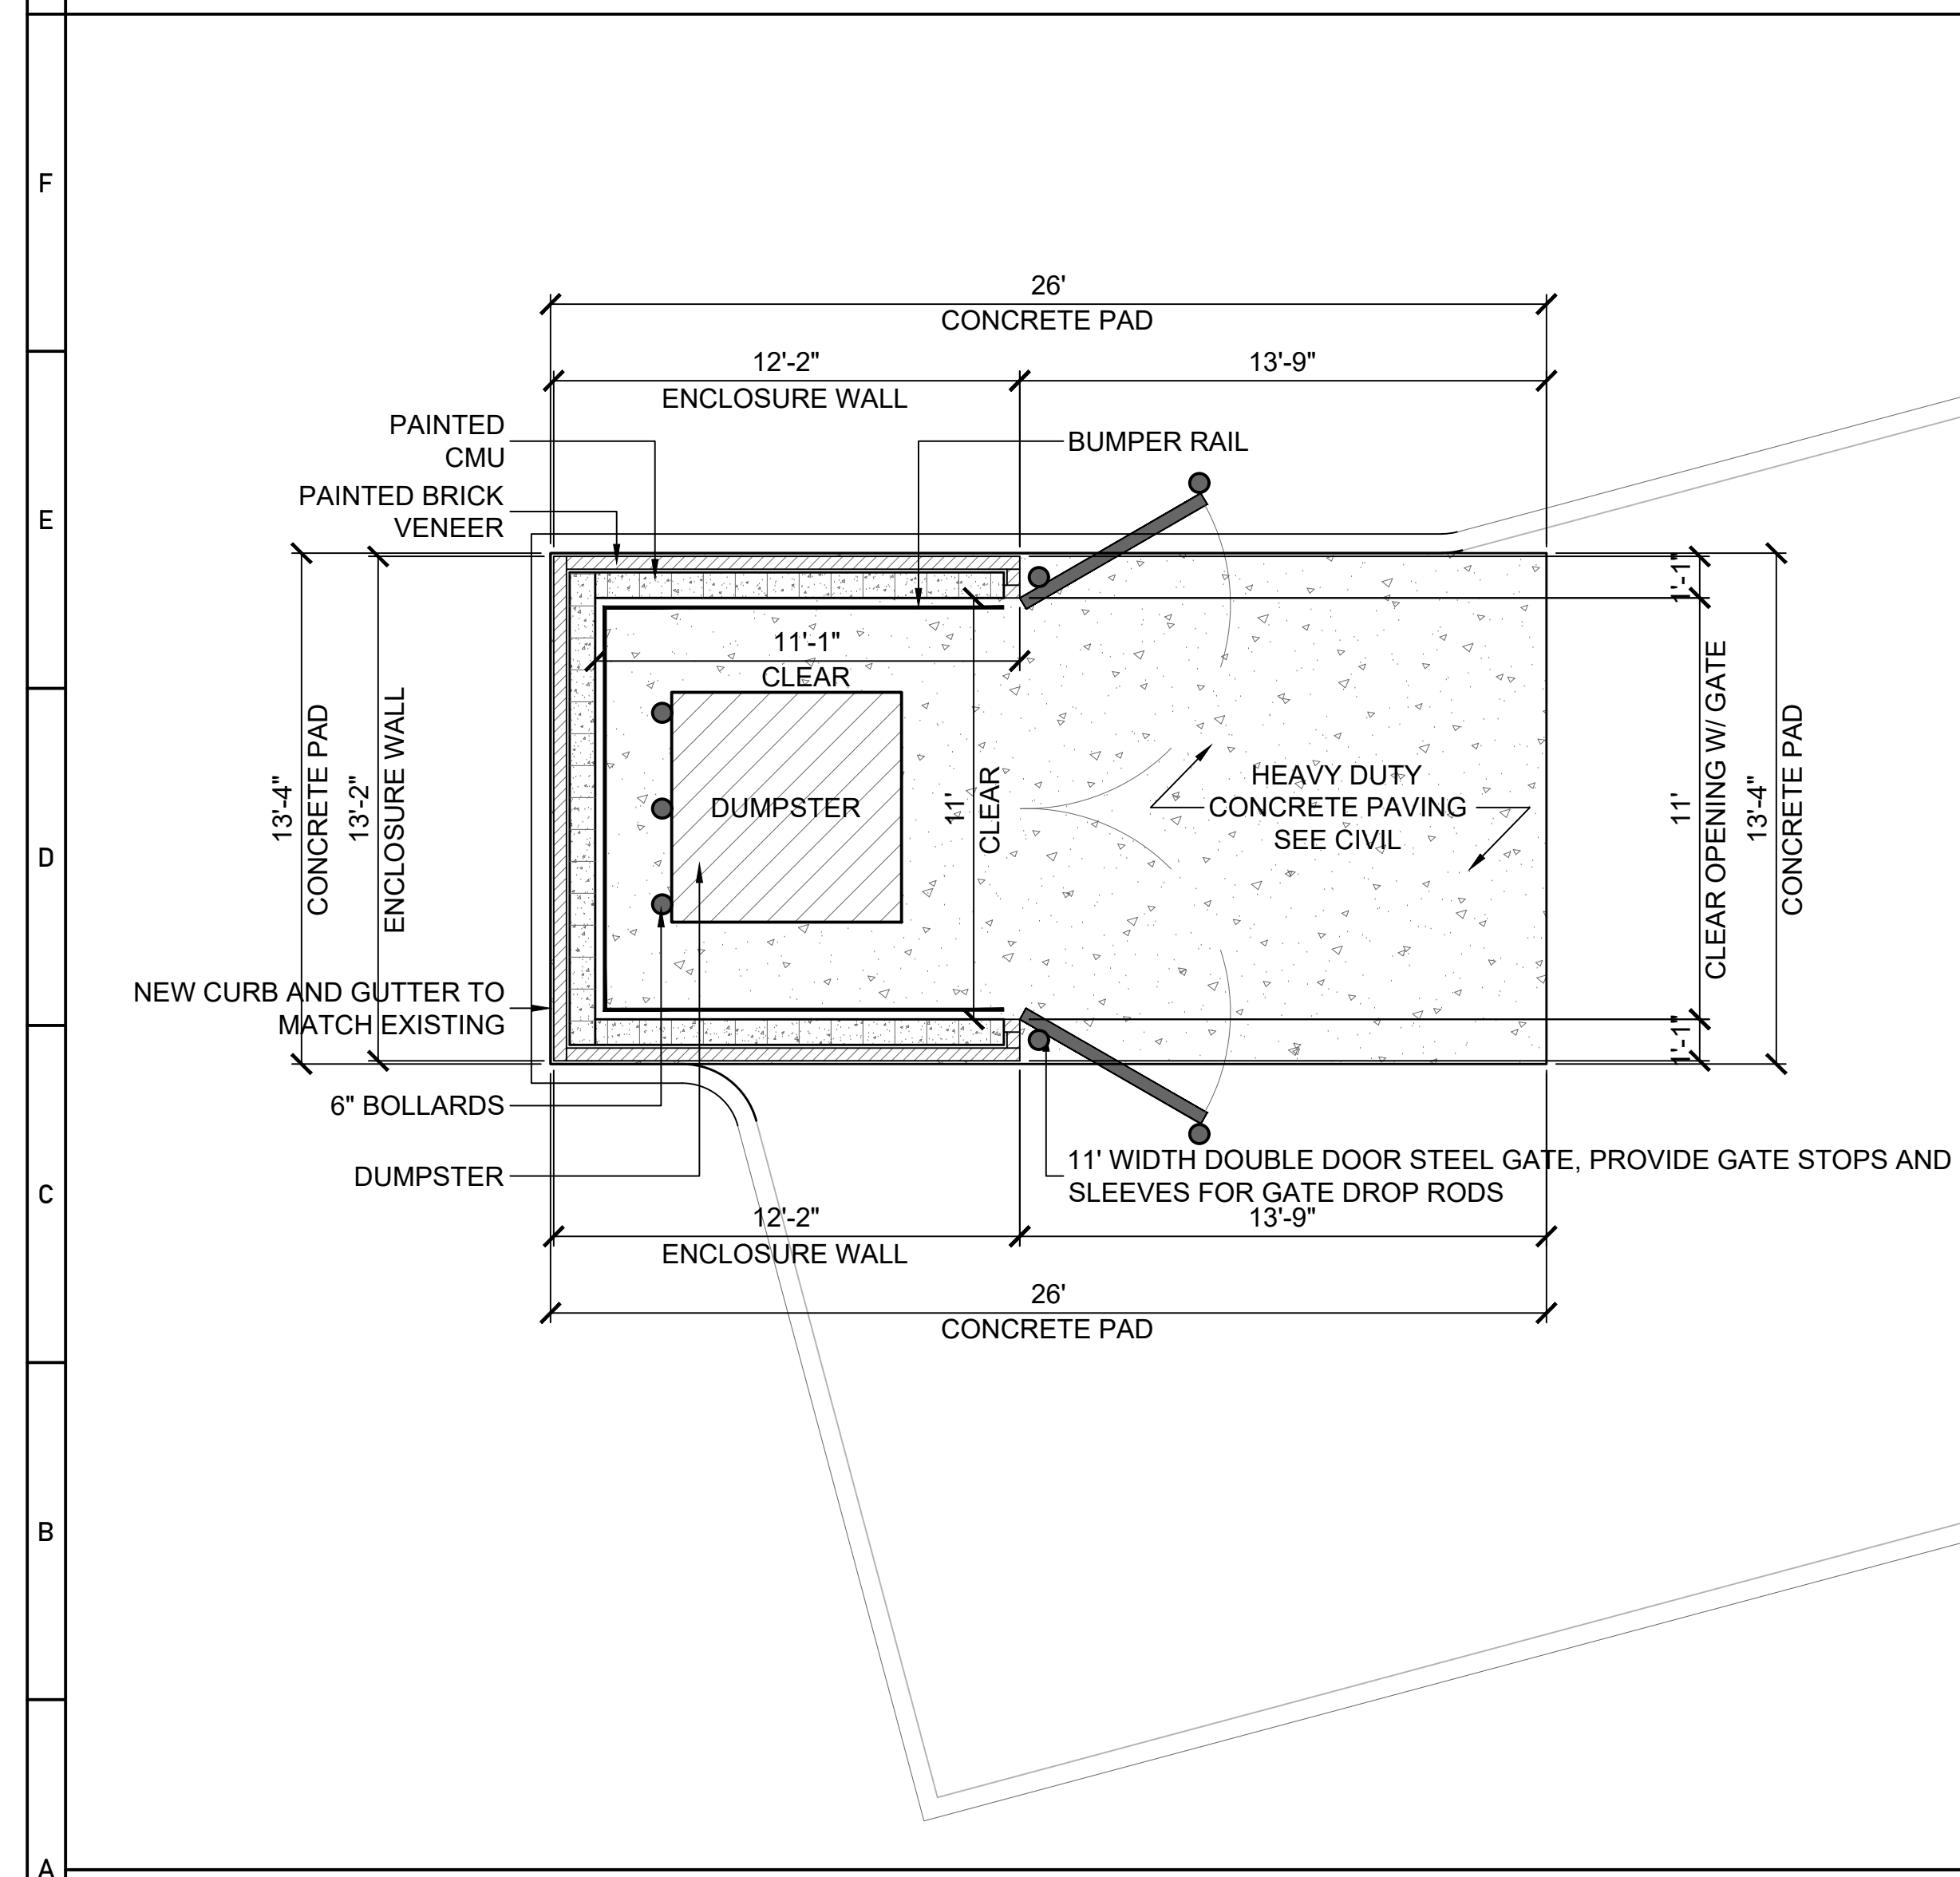 F
E
D
C
B
A
26'
CONCRETE PAD
12'-2"
13'-9"
ENCLOSURE WALL
PAINTED
CMU
BUMPER RAIL
PAINTED BRICK
VENEER
11'-1"
CLEAR
13'-4"
CONCRETE PAD
13'-2"
ENCLOSURE WALL
DUMPSTER
11'
CLEAR
HEAVY DUTY
CONCRETE PAVING
SEE CIVIL
1'-1"
11'
CLEAR OPENING W/ GATE
1'-1"
13'-4"
CONCRETE PAD
NEW CURB AND GUTTER TO
MATCH EXISTING
6" BOLLARDS
DUMPSTER
11' WIDTH DOUBLE DOOR STEEL GATE, PROVIDE GATE STOPS AND
SLEEVES FOR GATE DROP RODS
12'-2"
13'-9"
ENCLOSURE WALL
26'
CONCRETE PAD